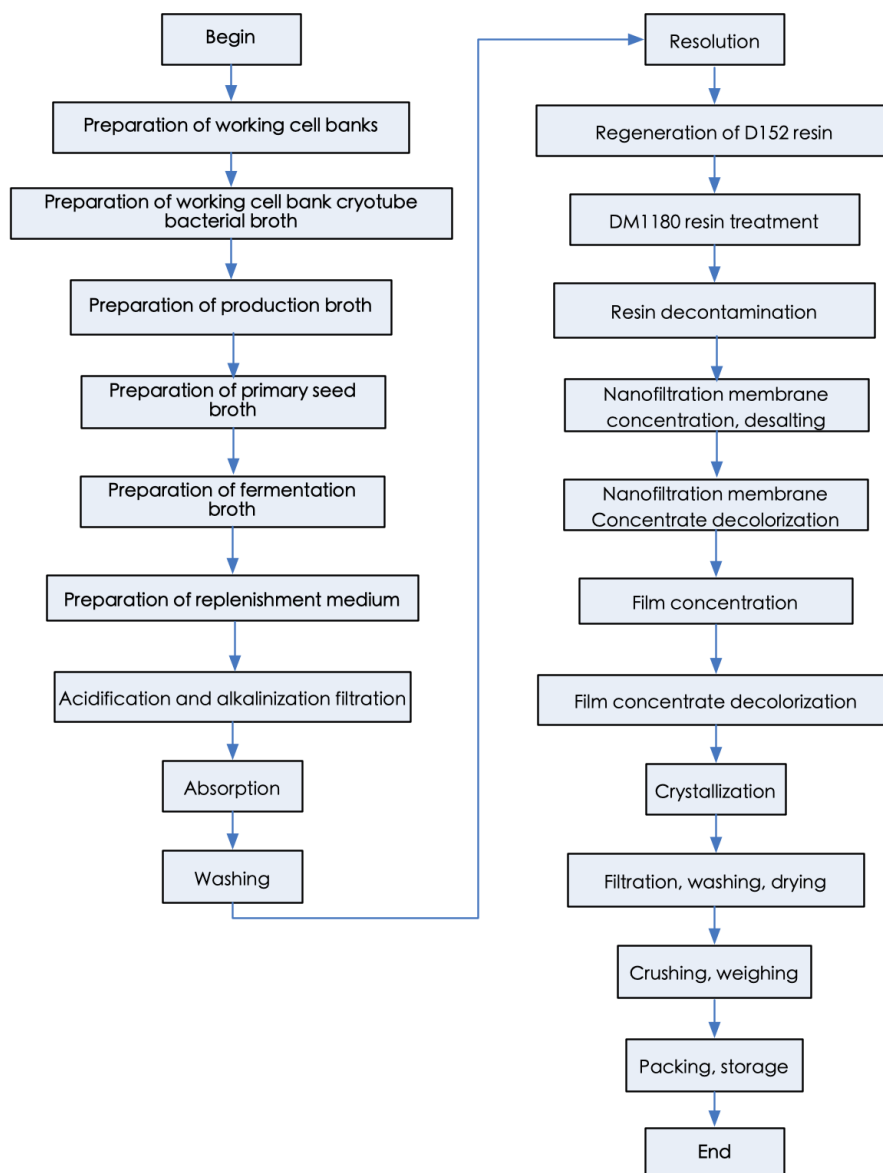 Begin
Preparation of working cell banks
Preparation of working cell bank cryotube
bacterial broth
Preparation of production broth
Preparation of primary seed
broth
Preparation of fermentation
broth
Preparation of replenishment medium
Acidification and alkalinization filtration
Absorption
Washing
Resolution
Regeneration of D152 resin
DM1180 resin treatment
Resin decontamination
Nanofiltration membrane
concentration, desalting
Nanofiltration membrane
Concentrate decolorization
Film concentration
Film concentrate decolorization
Crystallization
Filtration, washing, drying
Crushing, weighing
Packing, storage
End